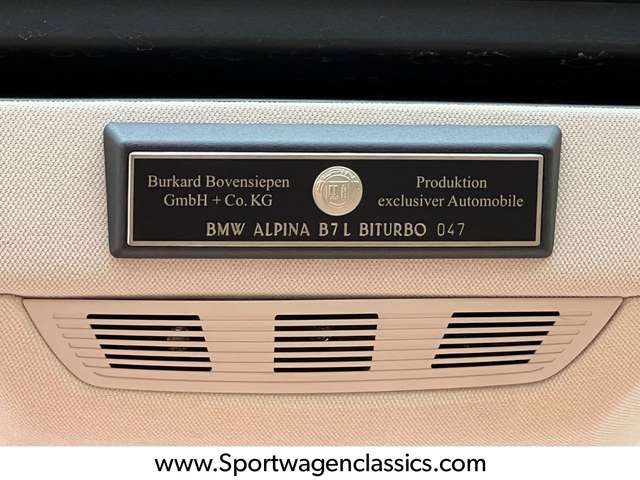 Burkard Bovensiepen
GmbH + Co. KG
Produktion
exclusiver Automobile
BMW ALPINA B7 L BITURBO 047
www.Sportwagenclassics.com